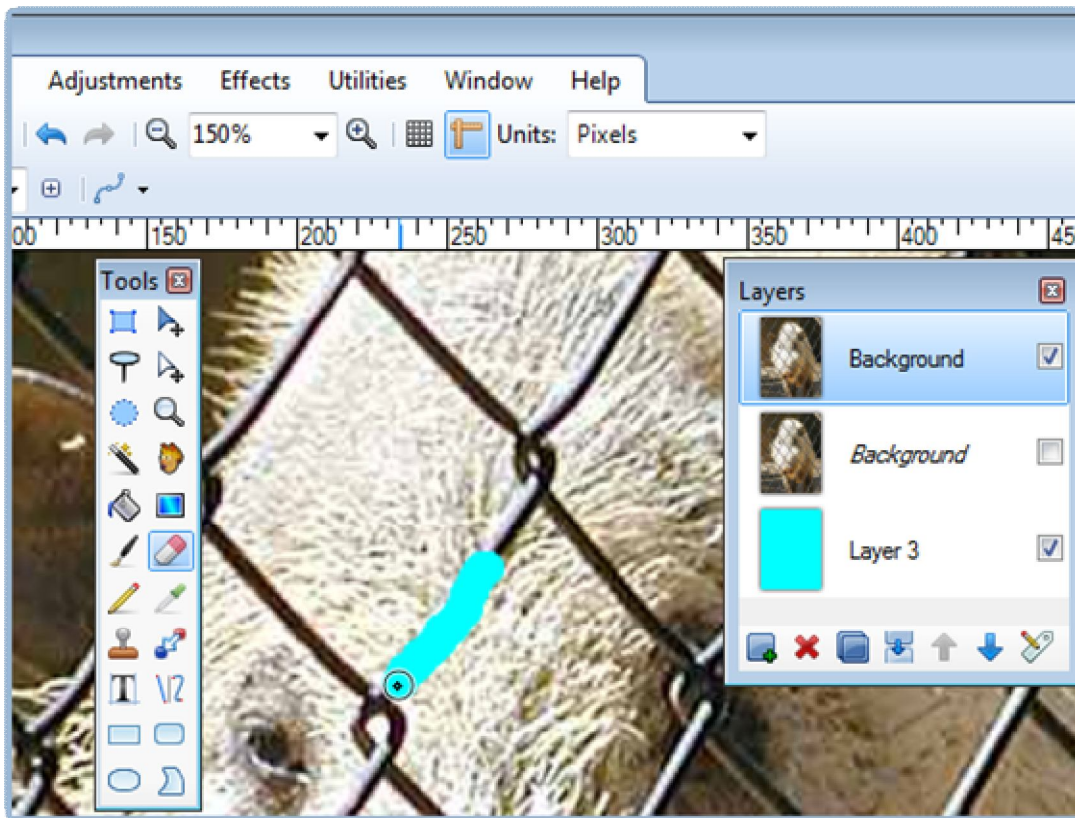 Adjustments Effects Utilities Window Help
150% Units: Pixels
00 150 200 250 300 350 400 45
Tools
Layers
Background
Background
Layer 3